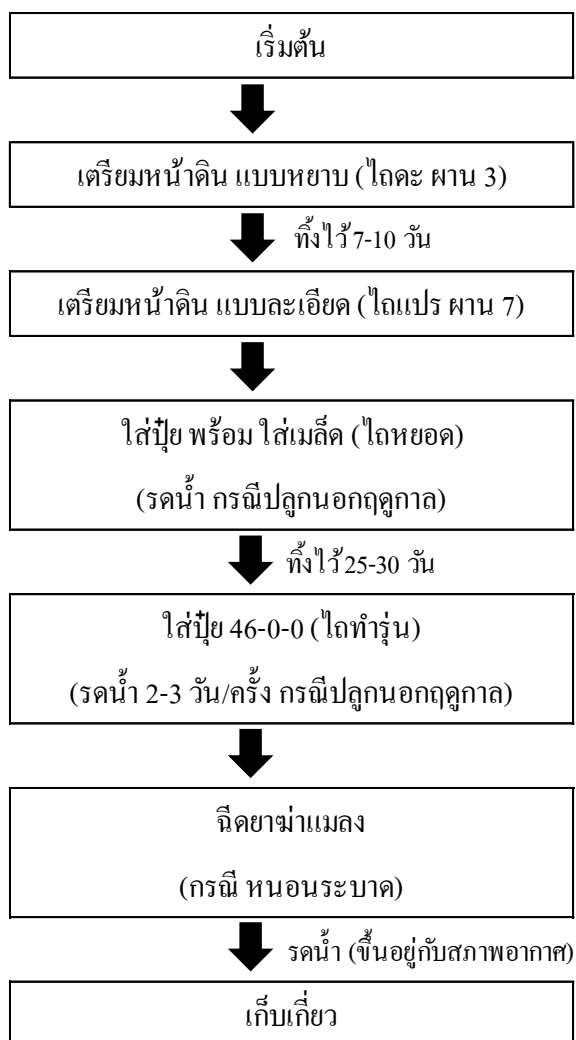 เริ่มต้น
เตรียมหน้าดิน แบบหยาบ (ไถดะ ผาน 3)
ทิ้งไว้ 7-10 วัน
เตรียมหน้าดิน แบบละเอียด (ไถแปร ผาน 7)
ใส่ปุ๋ย พร้อม ใส่เมล็ด (ไถหยอด)
(รดน้ำ กรณีปลูกนอกฤดูกาล)
ทิ้งไว้ 25-30 วัน
ใส่ปุ๋ย 46-0-0 (ไถทำรุ่น)
(รดน้ำ 2-3 วัน/ครั้ง กรณีปลูกนอกฤดูกาล)
ฉีดยาฆ่าแมลง
(กรณี หนอนระบาด)
รดน้ำ (ขึ้นอยู่กับสภาพอากาศ)
เก็บเกี่ยว